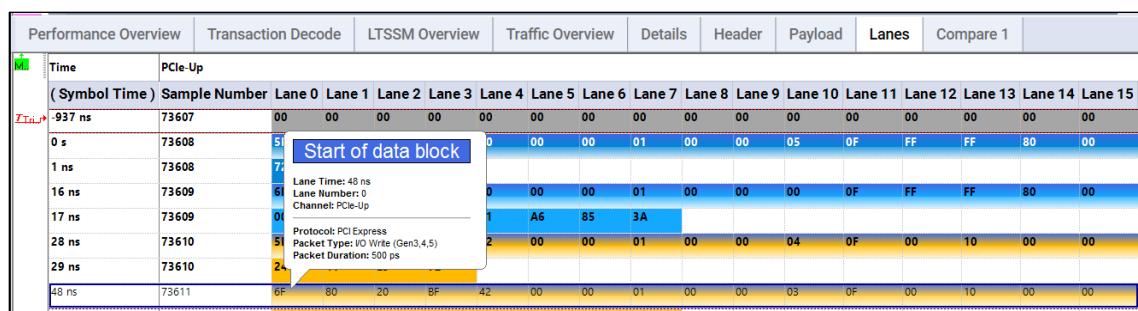 Performance Overview Transaction Decode LTSSM Overview Traffic Overview Details Header Payload Lanes Compare 1
M.. Time PCIe-Up
( Symbol Time ) Sample Number Lane 0 Lane 1 Lane 2 Lane 3 Lane 4 Lane 5 Lane 6 Lane 7 Lane 8 Lane 9 Lane 10 Lane 11 Lane 12 Lane 13 Lane 14 Lane 15
-937 ns 73607 00 00 00 00 00 00 00 00 00 00 00 00 00 00 00 00
0 s 73608 00 00 01 00 00 05 0F FF FF 80 00
Start of data block
1 ns 73608
Lane Time: 48 ns
16 ns 73609 00 00 01 00 00 00 0F FF FF 80 00
Lane Number: 0
Channel: PCIe-Up
17 ns 73609 A6 85 3A
Protocol: PCI Express
28 ns 73610 00 00 01 00 00 04 0F 00 10 00 00
Packet Type: I/O Write (Gen3,4,5)
Packet Duration: 500 ps
29 ns 73610 24
48 ns 73611 6F 80 20 BF 42 00 00 01 00 00 03 0F 00 10 00 00